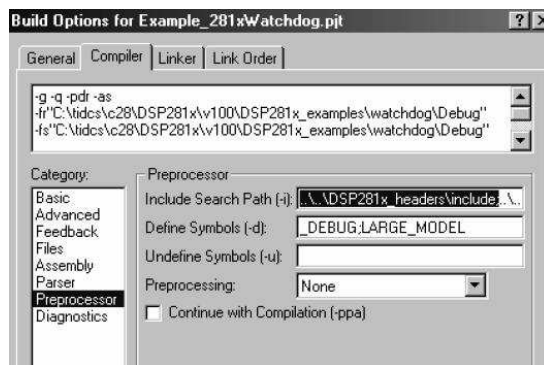 Build Options for Example_281xWatchdog.pjt
General Compiler Linker Link Order
-g -q -pdr -as
-fr"C:\tidcs\c28\DSP281x\v100\DSP281x_examples\watchdog\Debug"
-fs"C:\tidcs\c28\DSP281x\v100\DSP281x_examples\watchdog\Debug"
Category:
Basic
Advanced
Feedback
Files
Assembly
Parser
Preprocessor
Diagnostics
Preprocessor
Include Search Path (-i): ..\..\DSP281x_headers\include;..\..
Define Symbols (-d): _DEBUG;LARGE_MODEL
Undefine Symbols (-u):
Preprocessing: None
Continue with Compilation (-ppa)